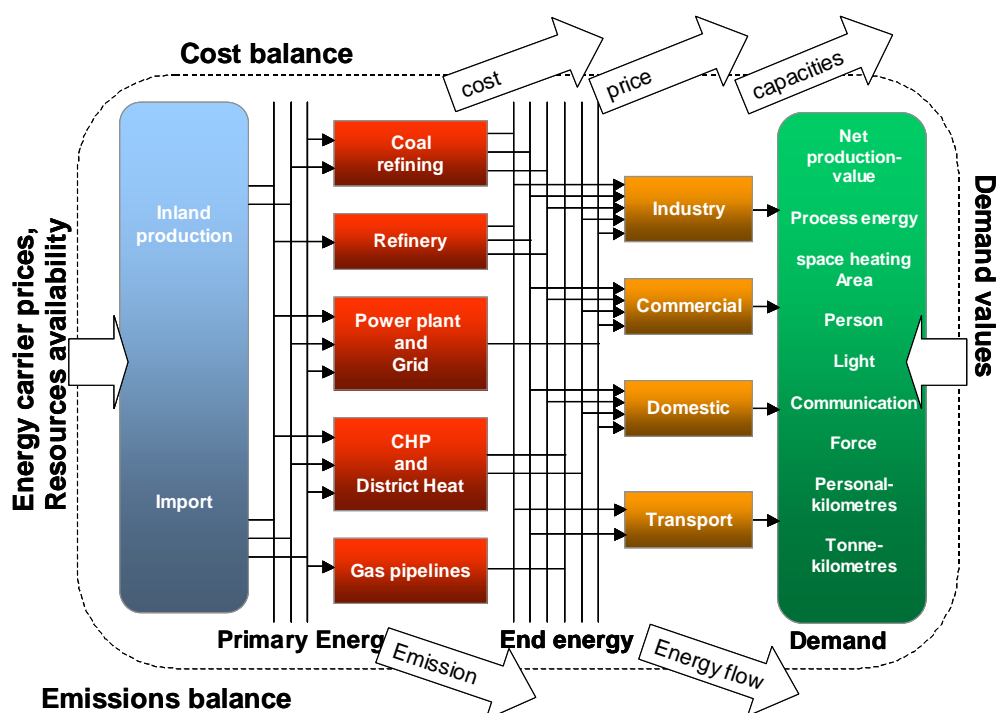 Cost balance
cost
price
capacities
Energy carrier prices,
Resources availability
Inland
production
Import
Coal
refining
Refinery
Power plant
and
Grid
CHP
and
District Heat
Gas pipelines
Industry
Commercial
Domestic
Transport
Net
production-
value
Process energy
space heating
Area
Person
Light
Communication
Force
Personal-
kilometres
Tonne-
kilometres
Demand values
Primary Energ
End energy
Demand
Emission
Energy flow
Emissions balance